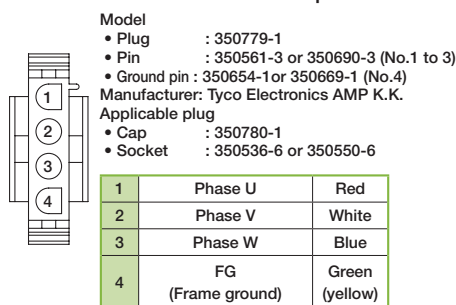 Model
• Plug : 350779-1
• Pin : 350561-3 or 350690-3 (No.1 to 3)
• Ground pin : 350654-1or 350669-1 (No.4)
Manufacturer: Tyco Electronics AMP K.K.
Applicable plug
• Cap : 350780-1
• Socket : 350536-6 or 350550-6
1
2
3
4
1 Phase U Red
2 Phase V White
3 Phase W Blue
4 FG (Frame ground) Green (yellow)